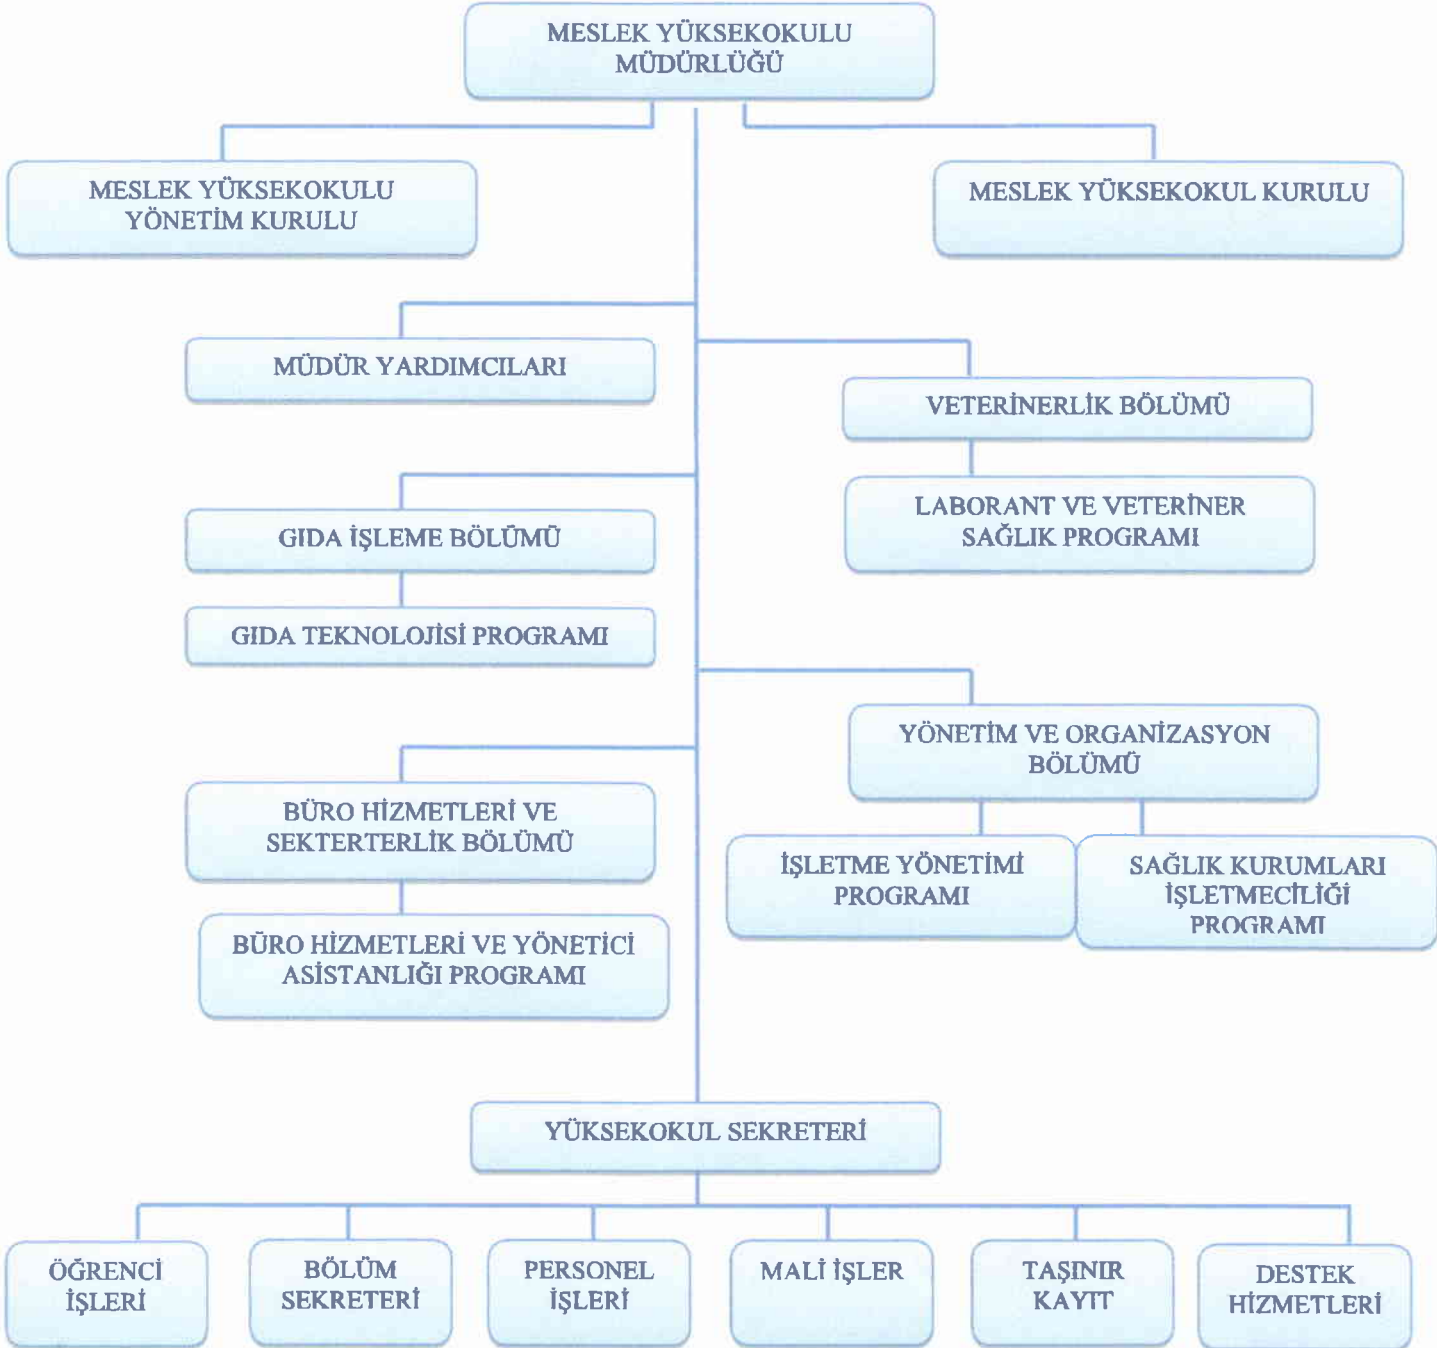 MESLEK YÜKSEKOKULU
MÜDÜRLÜĞÜ
MESLEK YÜKSEKOKULU
YÖNETİM KURULU
MESLEK YÜKSEKOKUL KURULU
MÜDÜR YARDIMCILARI
VETERİNERLİK BÖLÜMÜ
LABORANT VE VETERİNER
SAĞLIK PROGRAMI
GIDA İŞLEME BÖLÜMÜ
GIDA TEKNOLOJİSİ PROGRAMI
YÖNETİM VE ORGANİZASYON
BÖLÜMÜ
BÜRO HİZMETLERİ VE
SEKTERTERLİK BÖLÜMÜ
İŞLETME YÖNETİMİ
PROGRAMI
SAĞLIK KURUMLARI
İŞLETMECİLİĞİ
PROGRAMI
BÜRO HİZMETLERİ VE YÖNETİCİ
ASİSTANLIĞI PROGRAMI
YÜKSEKOKUL SEKRETERİ
ÖĞRENCİ
İŞLERİ
BÖLÜM
SEKRETERİ
PERSONEL
İŞLERİ
MALİ İŞLER
TAŞINIR
KAYIT
DESTEK
HİZMETLERİ